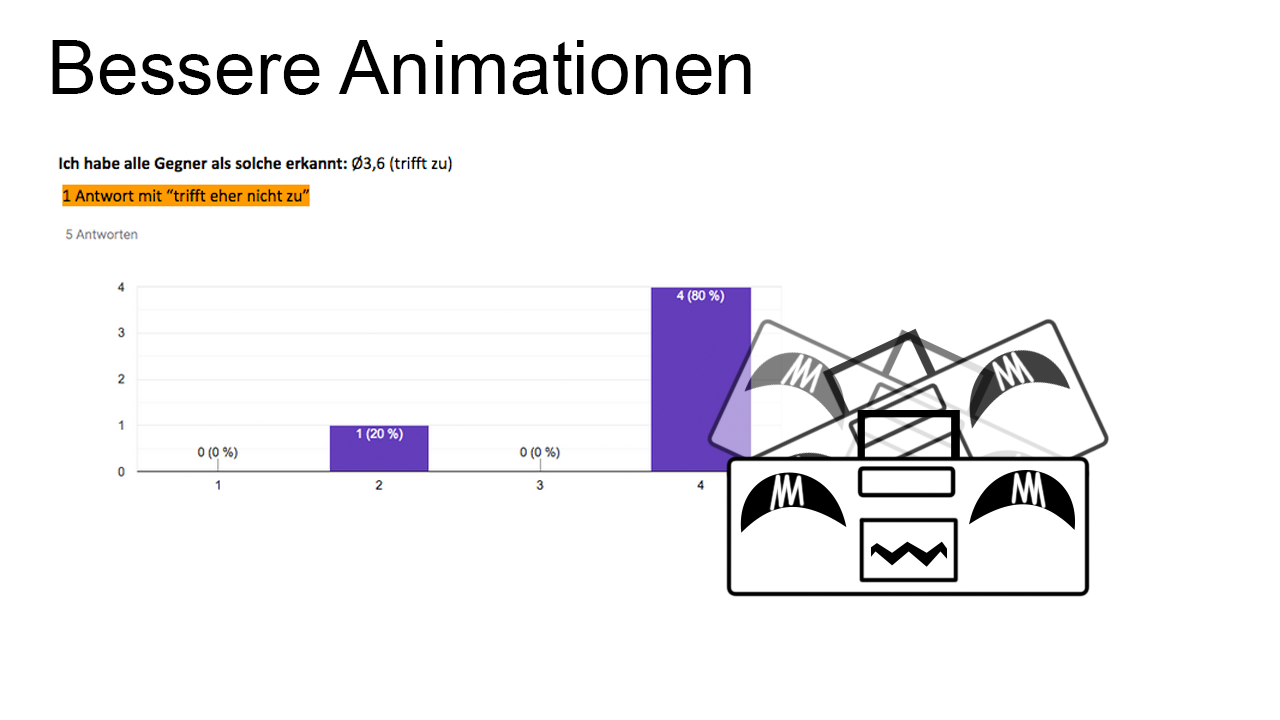 Bessere Animationen
Ich habe alle Gegner als solche erkannt: Ø3,6 (trifft zu)
1 Antwort mit “trifft eher nicht zu”
5 Antworten
4
3
2
1
0
0 (0 %)
1 (20 %)
0 (0 %)
4 (80 %)
1
2
3
4